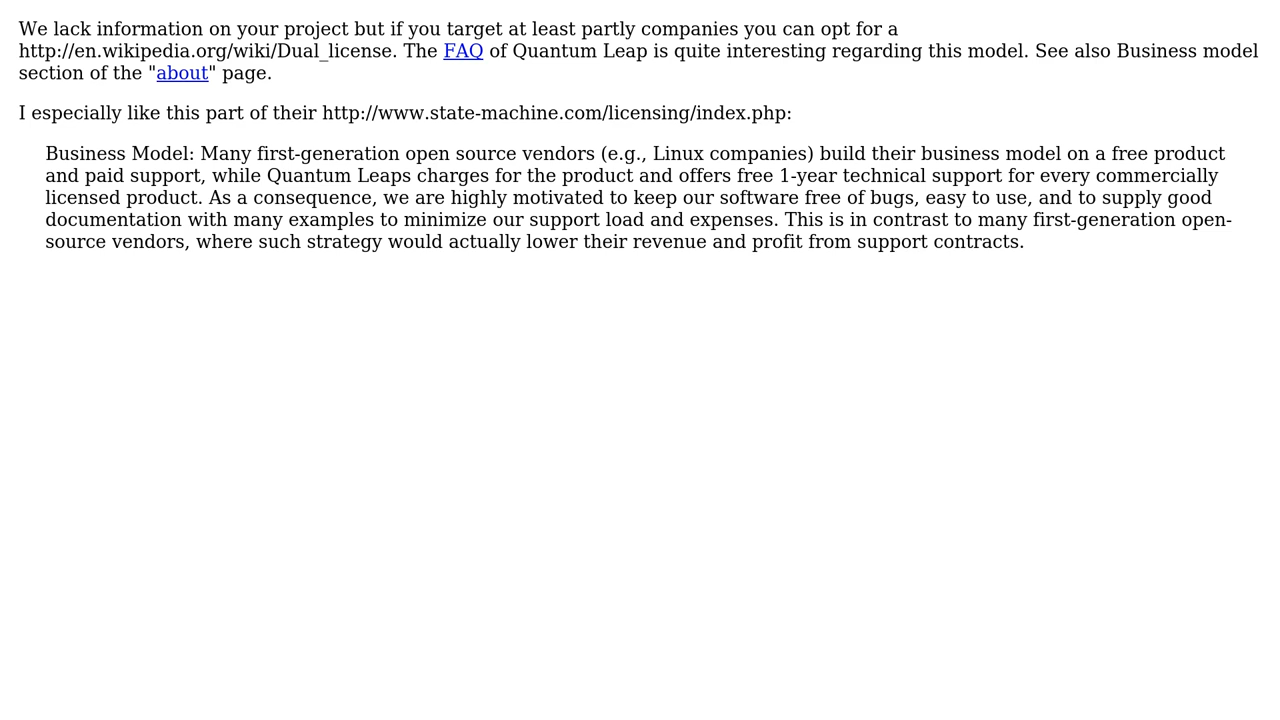 We lack information on your project but if you target at least partly companies you can opt for a
http://en.wikipedia.org/wiki/Dual_license. The FAQ of Quantum Leap is quite interesting regarding this model. See also Business model
section of the "about" page.
I especially like this part of their http://www.state-machine.com/licensing/index.php:
Business Model: Many first-generation open source vendors (e.g., Linux companies) build their business model on a free product
and paid support, while Quantum Leaps charges for the product and offers free 1-year technical support for every commercially
licensed product. As a consequence, we are highly motivated to keep our software free of bugs, easy to use, and to supply good
documentation with many examples to minimize our support load and expenses. This is in contrast to many first-generation open-
source vendors, where such strategy would actually lower their revenue and profit from support contracts.